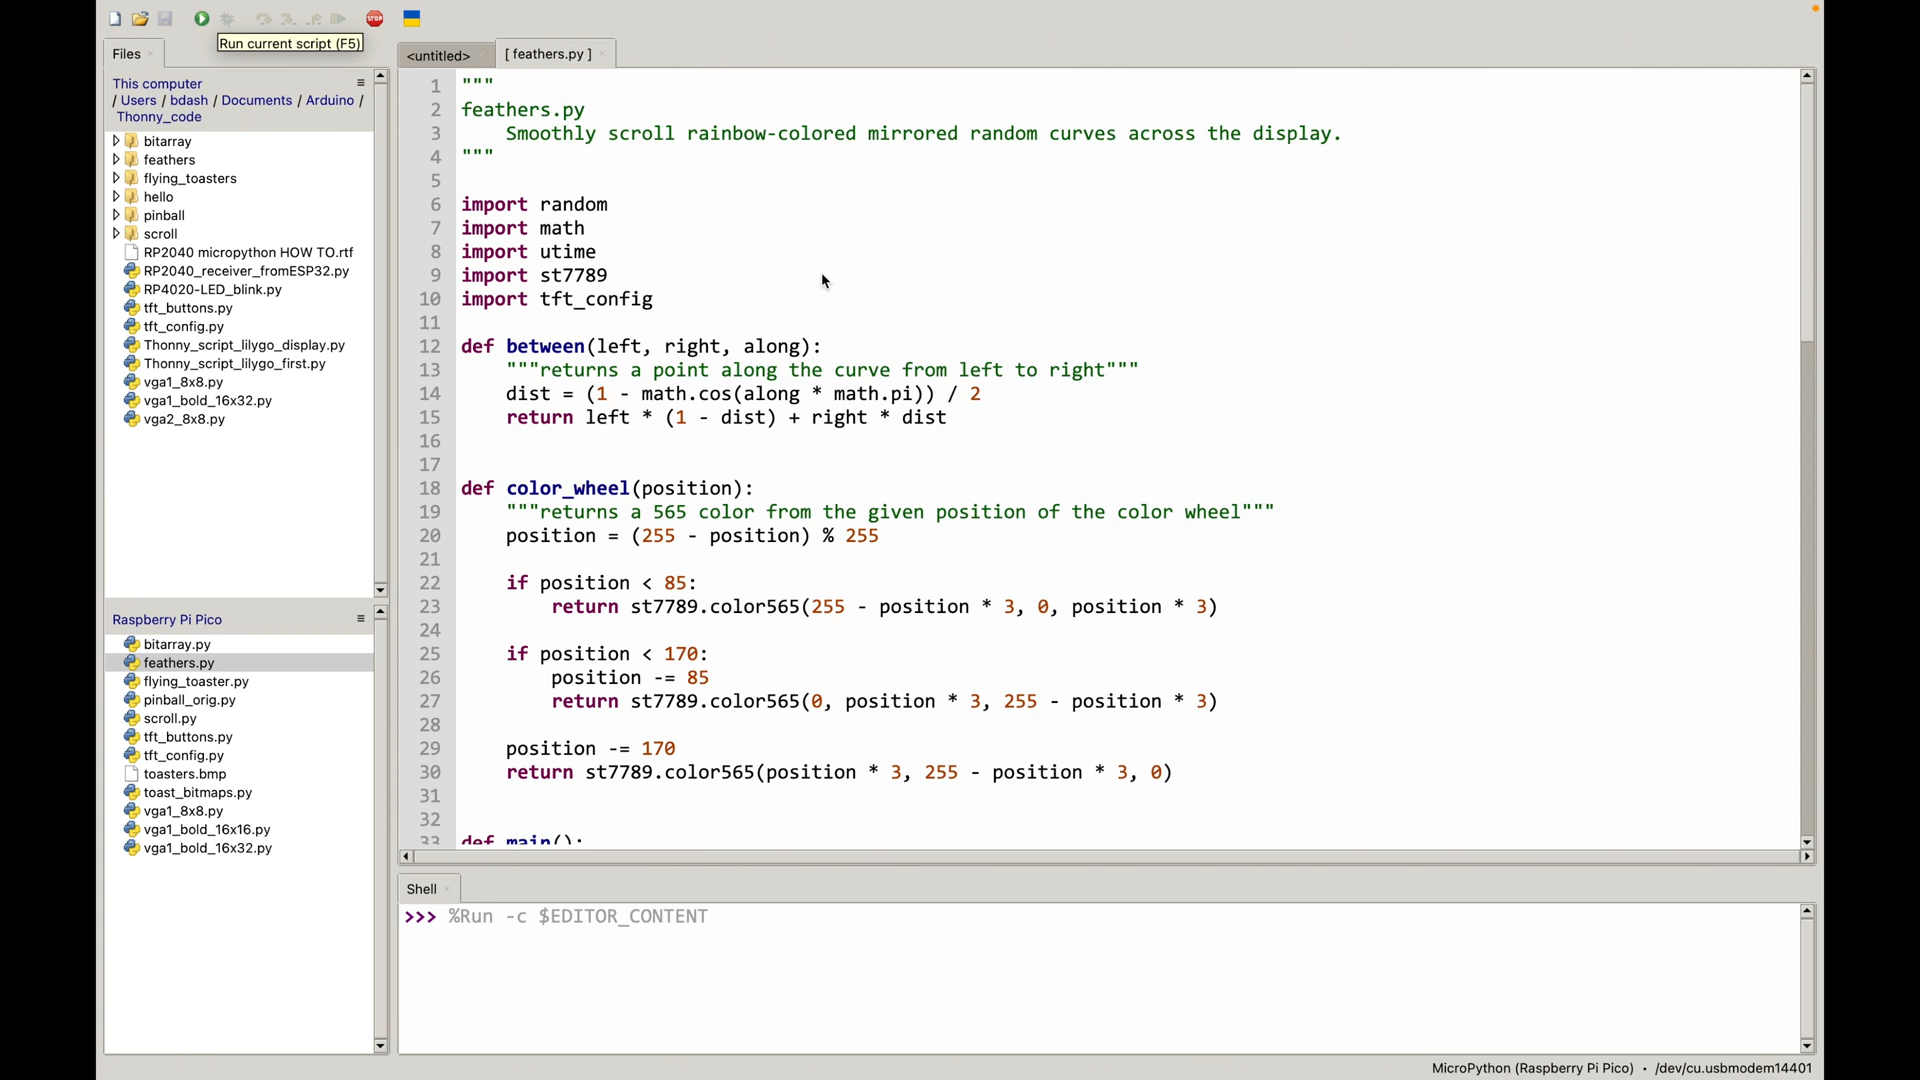 STOP
Run current script (F5)
Files
This computer
/ Users / bdash / Documents / Arduino /
Thonny_code
bitarray
feathers
flying_toasters
hello
pinball
scroll
RP2040 micropython HOW TO.rtf
RP2040_receiver_fromESP32.py
RP4020-LED_blink.py
tft_buttons.py
tft_config.py
Thonny_script_lilygo_display.py
Thonny_script_lilygo_first.py
vga1_8x8.py
vga1_bold_16x32.py
vga2_8x8.py
Raspberry Pi Pico
bitarray.py
feathers.py
flying_toaster.py
pinball_orig.py
scroll.py
tft_buttons.py
tft_config.py
toasters.bmp
toast_bitmaps.py
vga1_8x8.py
vga1_bold_16x16.py
vga1_bold_16x32.py
<untitled>
[ feathers.py ]
1 """
2 feathers.py
3     Smoothly scroll rainbow-colored mirrored random curves across the display.
4 """
5
6 import random
7 import math
8 import utime
9 import st7789
10 import tft_config
11
12 def between(left, right, along):
13     """returns a point along the curve from left to right"""
14     dist = (1 - math.cos(along * math.pi)) / 2
15     return left * (1 - dist) + right * dist
16
17
18 def color_wheel(position):
19     """returns a 565 color from the given position of the color wheel"""
20     position = (255 - position) % 255
21
22     if position < 85:
23         return st7789.color565(255 - position * 3, 0, position * 3)
24
25     if position < 170:
26         position -= 85
27         return st7789.color565(0, position * 3, 255 - position * 3)
28
29     position -= 170
30     return st7789.color565(position * 3, 255 - position * 3, 0)
31
32
33 def main():
Shell
>>> %Run -c $EDITOR_CONTENT
MicroPython (Raspberry Pi Pico) • /dev/cu.usbmodem14401